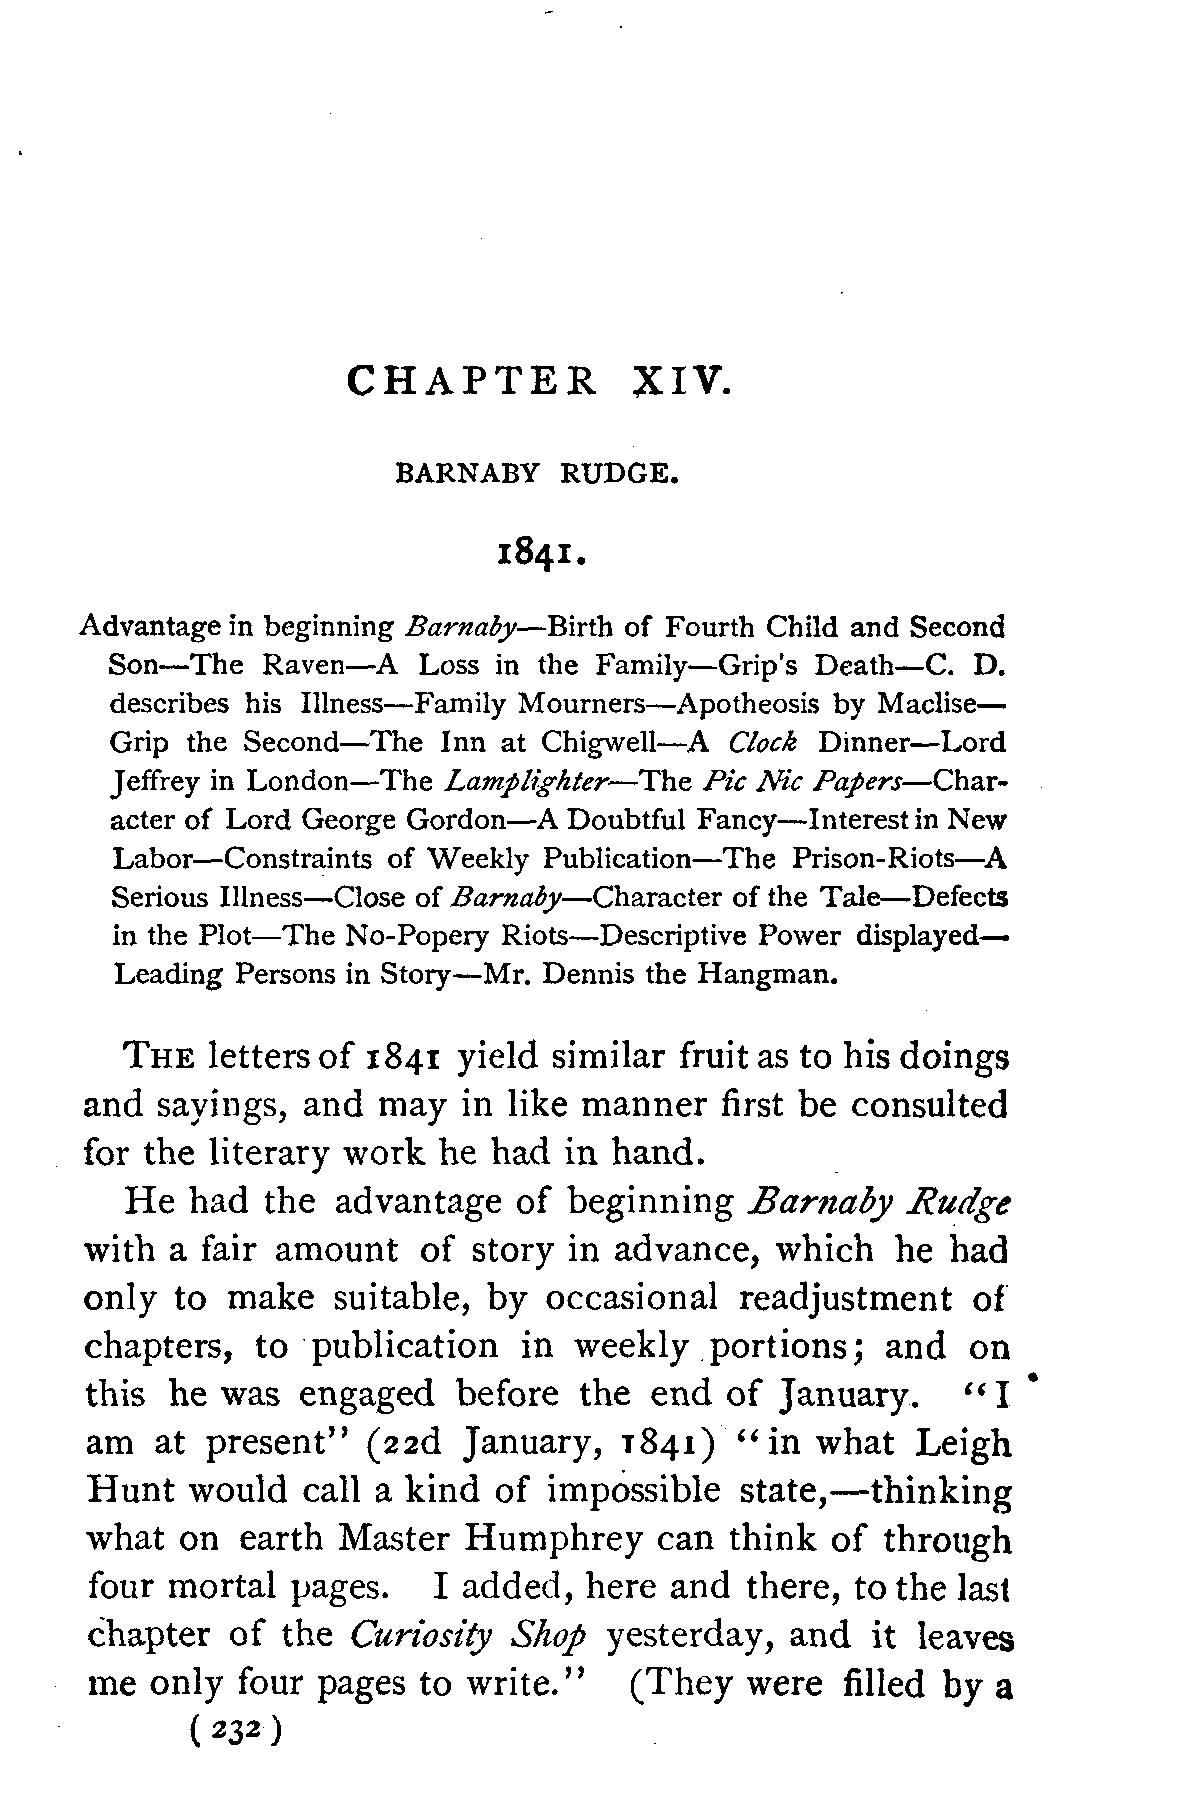 CHAPTER XIV.
BARNABY RUDGE.
1841.
Advantage in beginning Barnaby—Birth of Fourth Child and Second
Son—The Raven—A Loss in the Family—Grip's Death—C. D.
describes his Illness—Family Mourners—Apotheosis by Maclise—
Grip the Second—The Inn at Chigwell—A Clock Dinner—Lord
Jeffrey in London—The Lamplighter—The Pic Nic Papers—Char-
acter of Lord George Gordon—A Doubtful Fancy—Interest in New
Labor—Constraints of Weekly Publication—The Prison-Riots—A
Serious Illness—Close of Barnaby—Character of the Tale—Defects
in the Plot—The No-Popery Riots—Descriptive Power displayed—
Leading Persons in Story—Mr. Dennis the Hangman.
THE letters of 1841 yield similar fruit as to his doings
and sayings, and may in like manner first be consulted
for the literary work he had in hand.
He had the advantage of beginning Barnaby Rudge
with a fair amount of story in advance, which he had
only to make suitable, by occasional readjustment of
chapters, to publication in weekly portions; and on
this he was engaged before the end of January. "I
am at present" (22d January, 1841) "in what Leigh
Hunt would call a kind of impossible state,—thinking
what on earth Master Humphrey can think of through
four mortal pages. I added, here and there, to the last
chapter of the Curiosity Shop yesterday, and it leaves
me only four pages to write." (They were filled by a
(232)